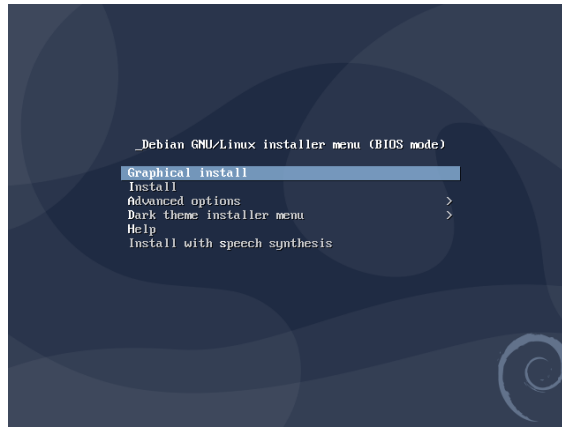 _Debian GNU/Linux installer menu (BIOS mode)
Graphical install
Install
Advanced options >
Dark theme installer menu >
Help
Install with speech synthesis